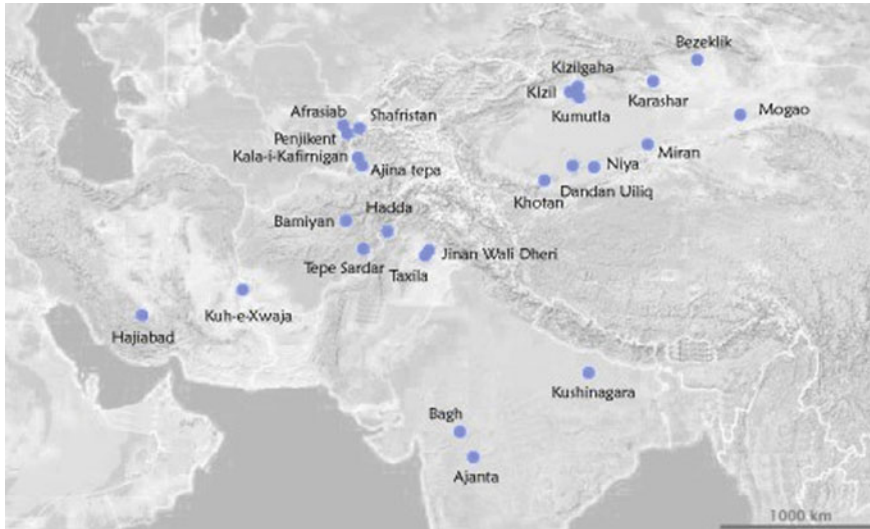 Bezeklik
Kizilgaha
KIzil
Karashar
Kumutla
Mogao
Afrasiab
Shafristan
Penjikent
Miran
Kala-i-Kafirnigan
Ajina tepa
Niya
Dandan Uiliq
Khotan
Hadda
Bamiyan
Jinan Wali Dheri
Tepe Sardar
Taxila
Kuh-e-Xwaja
Hajiabad
Kushinagara
Bagh
Ajanta
1000 km